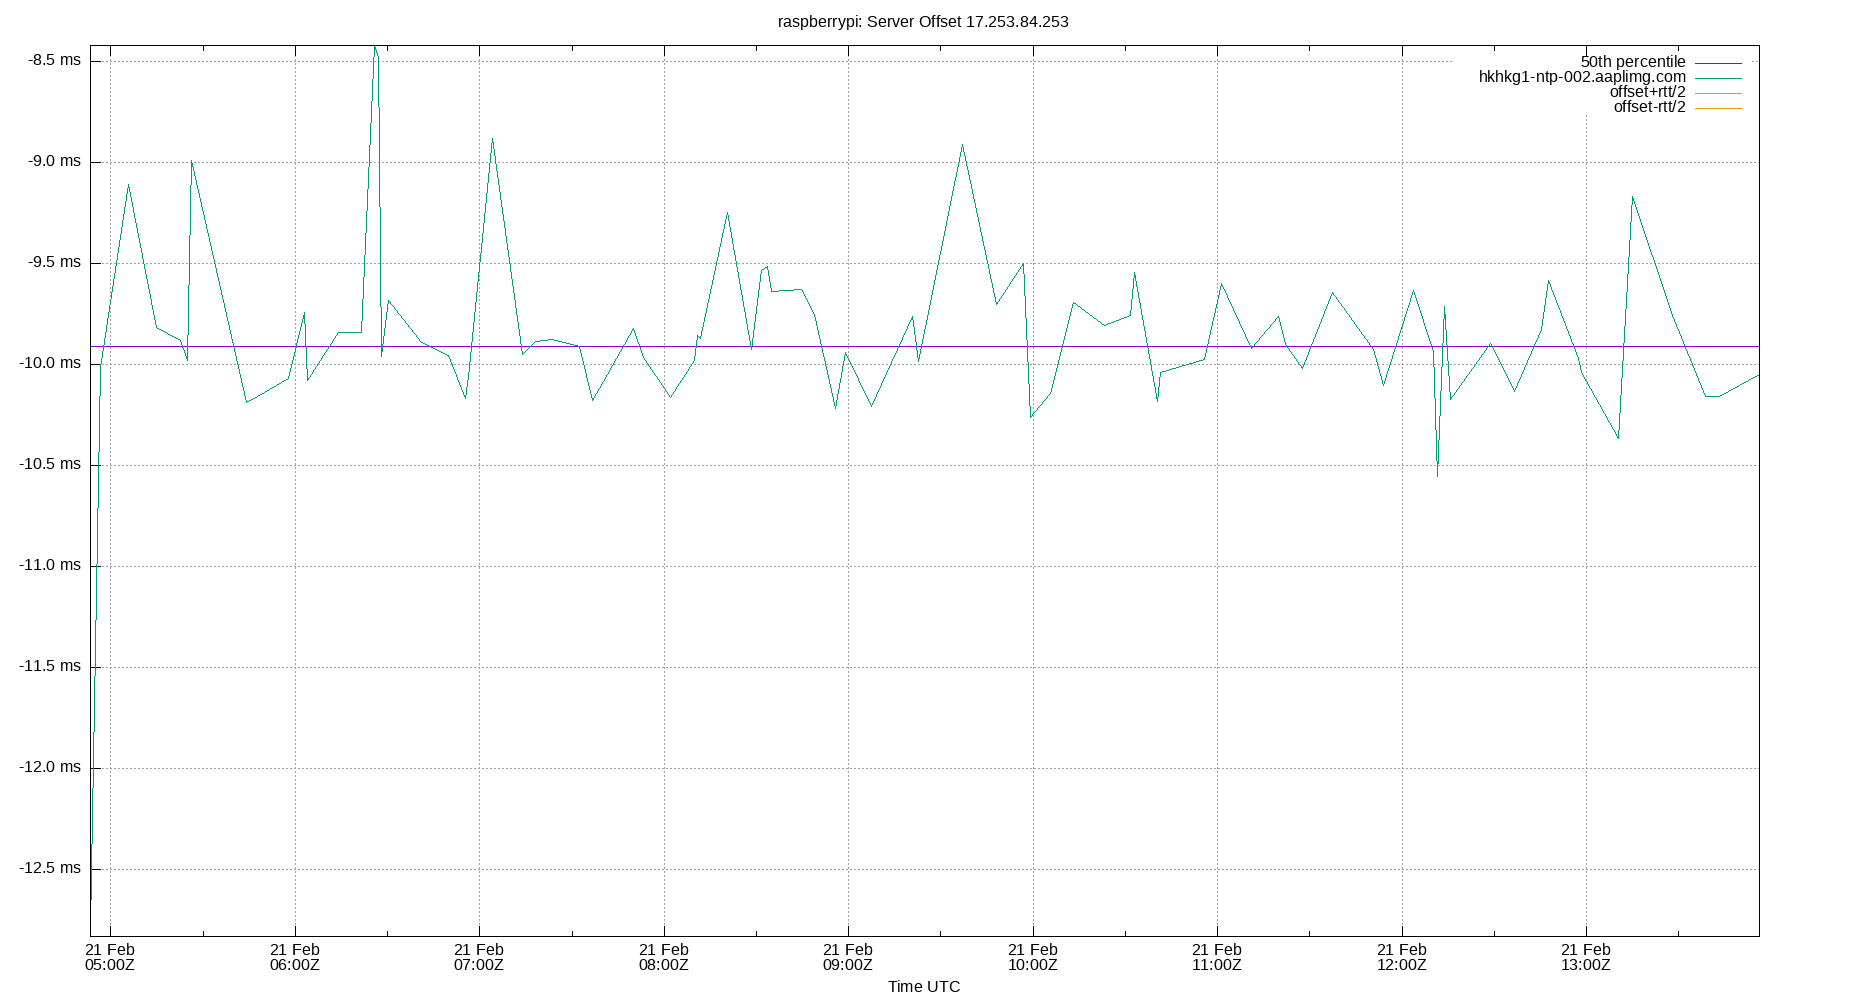 raspberrypi: Server Offset 17.253.84.253
50th percentile
hkhkg1-ntp-002.aaplimg.com
offset+rtt/2
offset-rtt/2
-8.5 ms
-9.0 ms
-9.5 ms
-10.0 ms
-10.5 ms
-11.0 ms
-11.5 ms
-12.0 ms
-12.5 ms
21 Feb 21 Feb 21 Feb 21 Feb 21 Feb 21 Feb 21 Feb 21 Feb 21 Feb
05:00Z 06:00Z 07:00Z 08:00Z 09:00Z 10:00Z 11:00Z 12:00Z 13:00Z
Time UTC